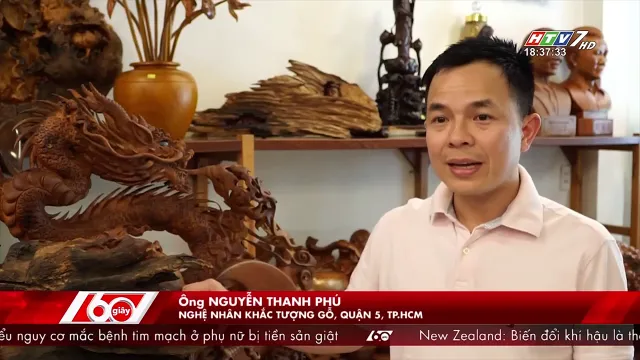 HTV7 HD
18:37:33
Ông NGUYỄN THANH PHÚ
NGHỆ NHÂN KHẮC TƯỢNG GỖ, QUẬN 5, TP.HCM
60 giây
ểu nguy cơ mắc bệnh tim mạch ở phụ nữ bị tiền sản giật 60 New Zealand: Biến đổi khí hậu là th